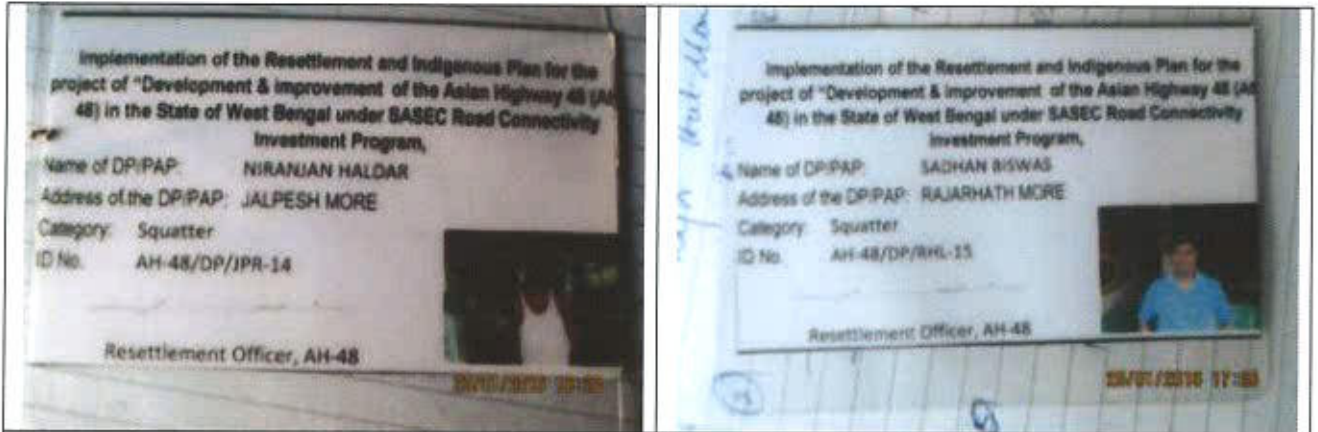 Implementation of the Resettlement and Indigenous Plan for the
project of "Development & improvement of the Asian Highway 48 (AH
48) in the State of West Bengal under SASEC Road Connectivity
Investment Program,
Name of DP/PAP: NIRANJAN HALDAR
Address of the DP/PAP: JALPESH MORE
Category: Squatter
ID No. AH-48/DP/JPR-14
Resettlement Officer, AH-48
Implementation of the Resettlement and Indigenous Plan for the
project of "Development & improvement of the Asian Highway 48 (AH
48) in the State of West Bengal under SASEC Road Connectivity
Investment Program,
Name of DP/PAP: SADHAN BISWAS
Address of the DP/PAP: RAJARHATH MORE
Category: Squatter
ID No. AH-48/DP/RHL-15
Resettlement Officer, AH-48